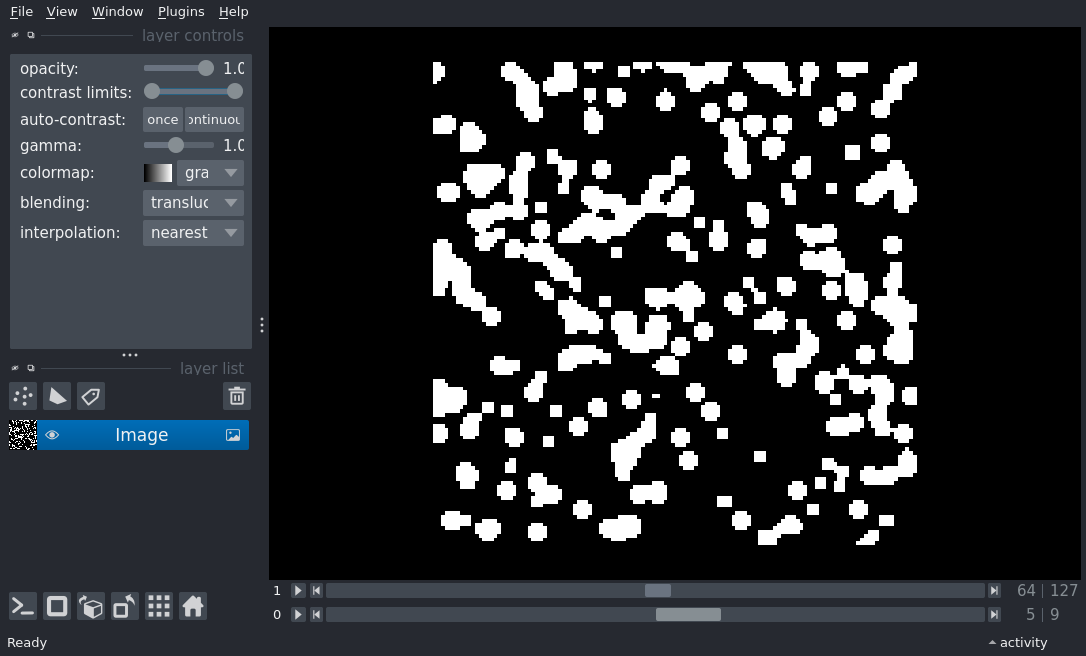 File View Window Plugins Help
layer controls
opacity: 1.0
contrast limits:
auto-contrast: once ontinuou
gamma: 1.0
colormap: gra
blending: transluc
interpolation: nearest
layer list
Image
1 64 127
0 5 9
Ready activity